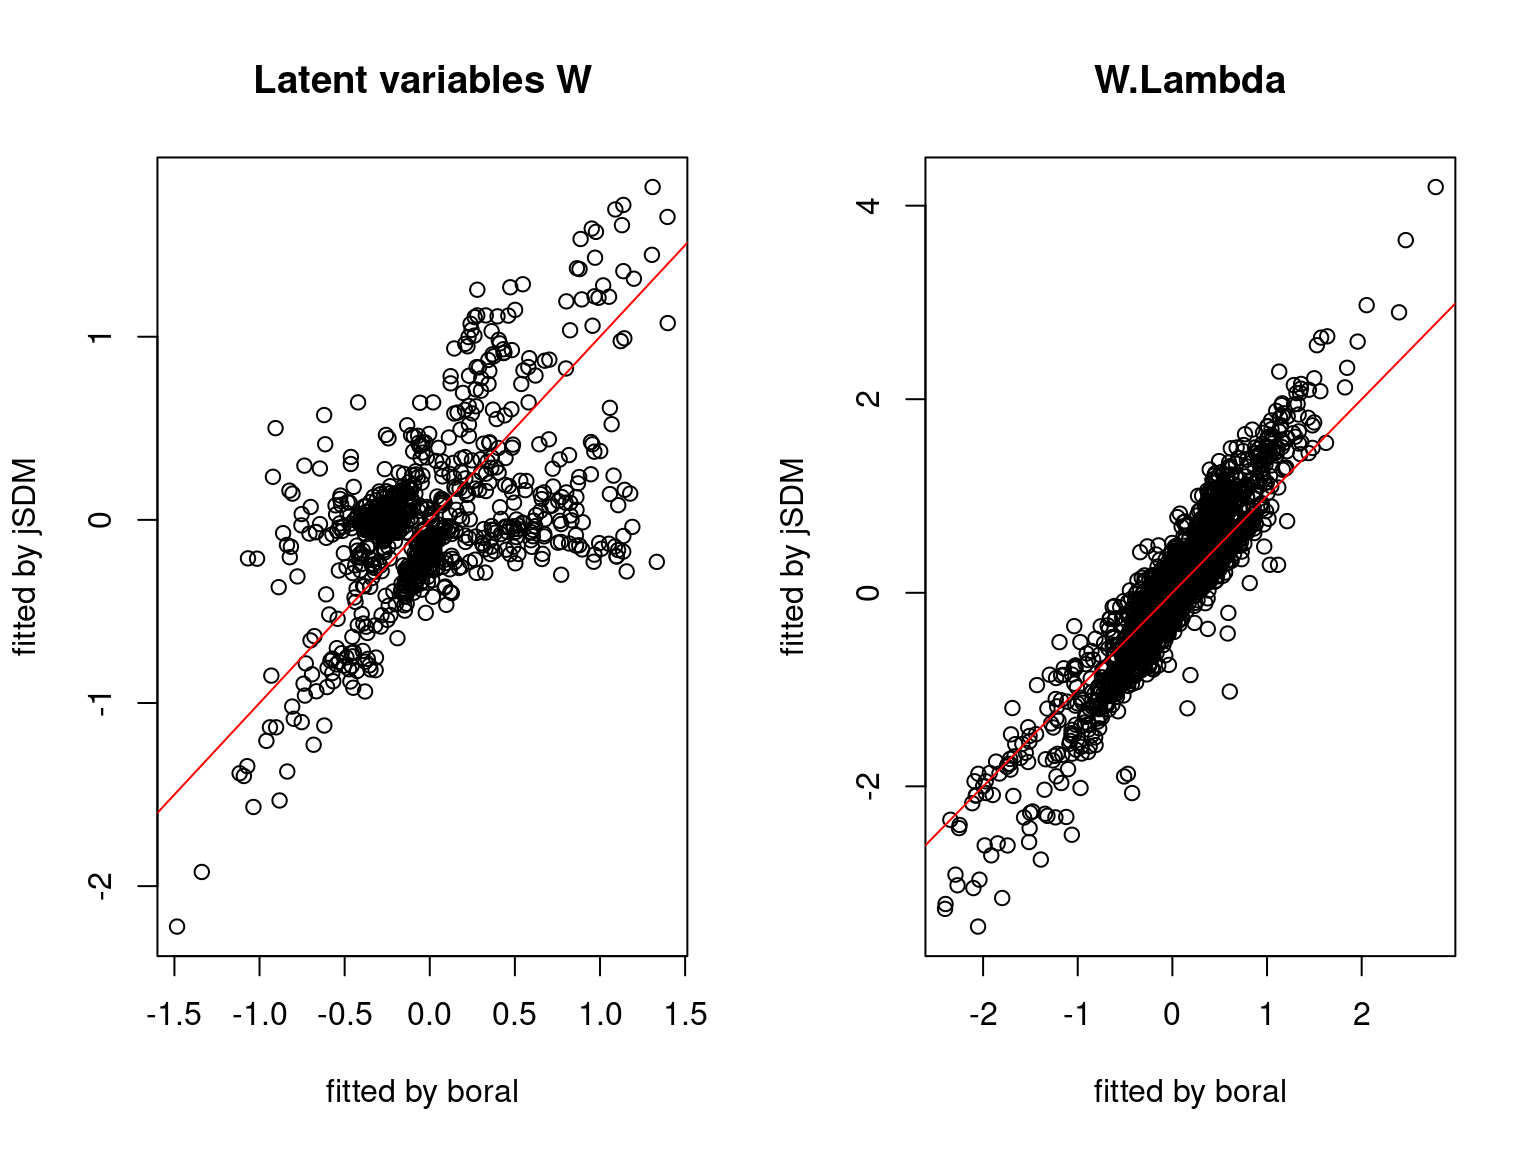 Latent variables W
fitted by jSDM
1
0
-1
-2
-1.5 -1.0 -0.5 0.0 0.5 1.0 1.5
fitted by boral
W.Lambda
fitted by jSDM
4
2
0
-2
-2 -1 0 1 2
fitted by boral